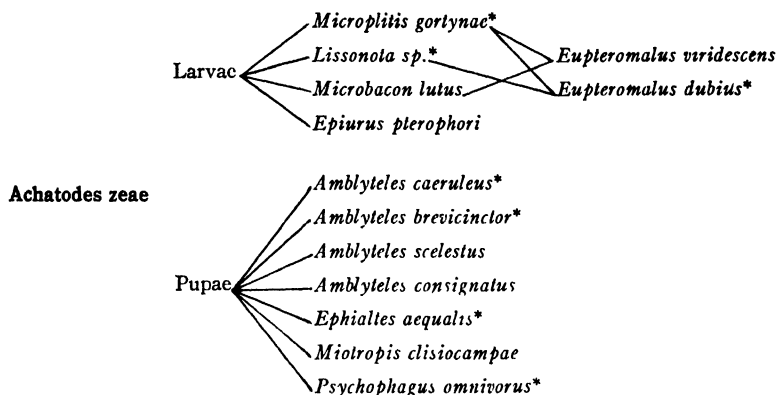 Microplitis gortynae*
Larvae Lissonota sp.* Eupteromalus viridescens
Microbacon lutus Eupteromalus dubius*
Epiurus pterophori
Amblyteles caeruleus*
Achatodes zeae
Amblyteles brevicinctor*
Amblyteles scelestus
Pupae Amblyteles consignatus
Ephialtes aequalis*
Miotropis clisiocampae
Psychophagus omnivorus*